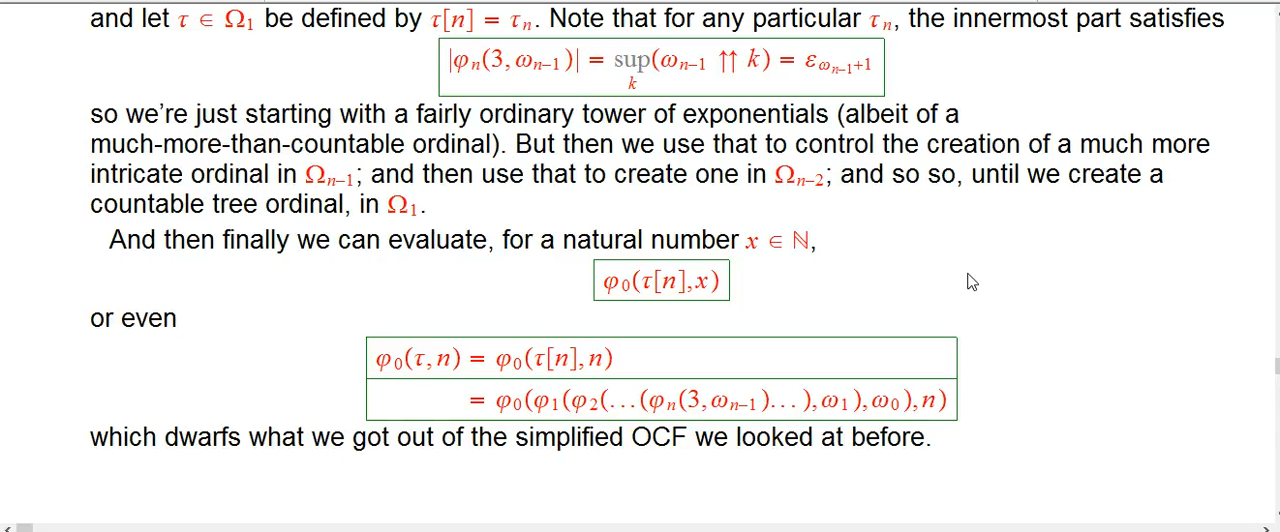 and let τ ∈ Ω₁ be defined by τ[n] = τₙ. Note that for any particular τₙ, the innermost part satisfies
|φₙ(3, ωₙ₋₁)| = sup(ωₙ₋₁ ↑↑ k) = ε_{ωₙ₋₁+1}
k
so we're just starting with a fairly ordinary tower of exponentials (albeit of a
much-more-than-countable ordinal). But then we use that to control the creation of a much more
intricate ordinal in Ωₙ₋₁; and then use that to create one in Ωₙ₋₂; and so so, until we create a
countable tree ordinal, in Ω₁.
And then finally we can evaluate, for a natural number x ∈ ℕ,
φ₀(τ[n],x)
or even
φ₀(τ, n) = φ₀(τ[n], n)
= φ₀(φ₁(φ₂(…(φₙ(3, ωₙ₋₁)…), ω₁), ω₀), n)
which dwarfs what we got out of the simplified OCF we looked at before.